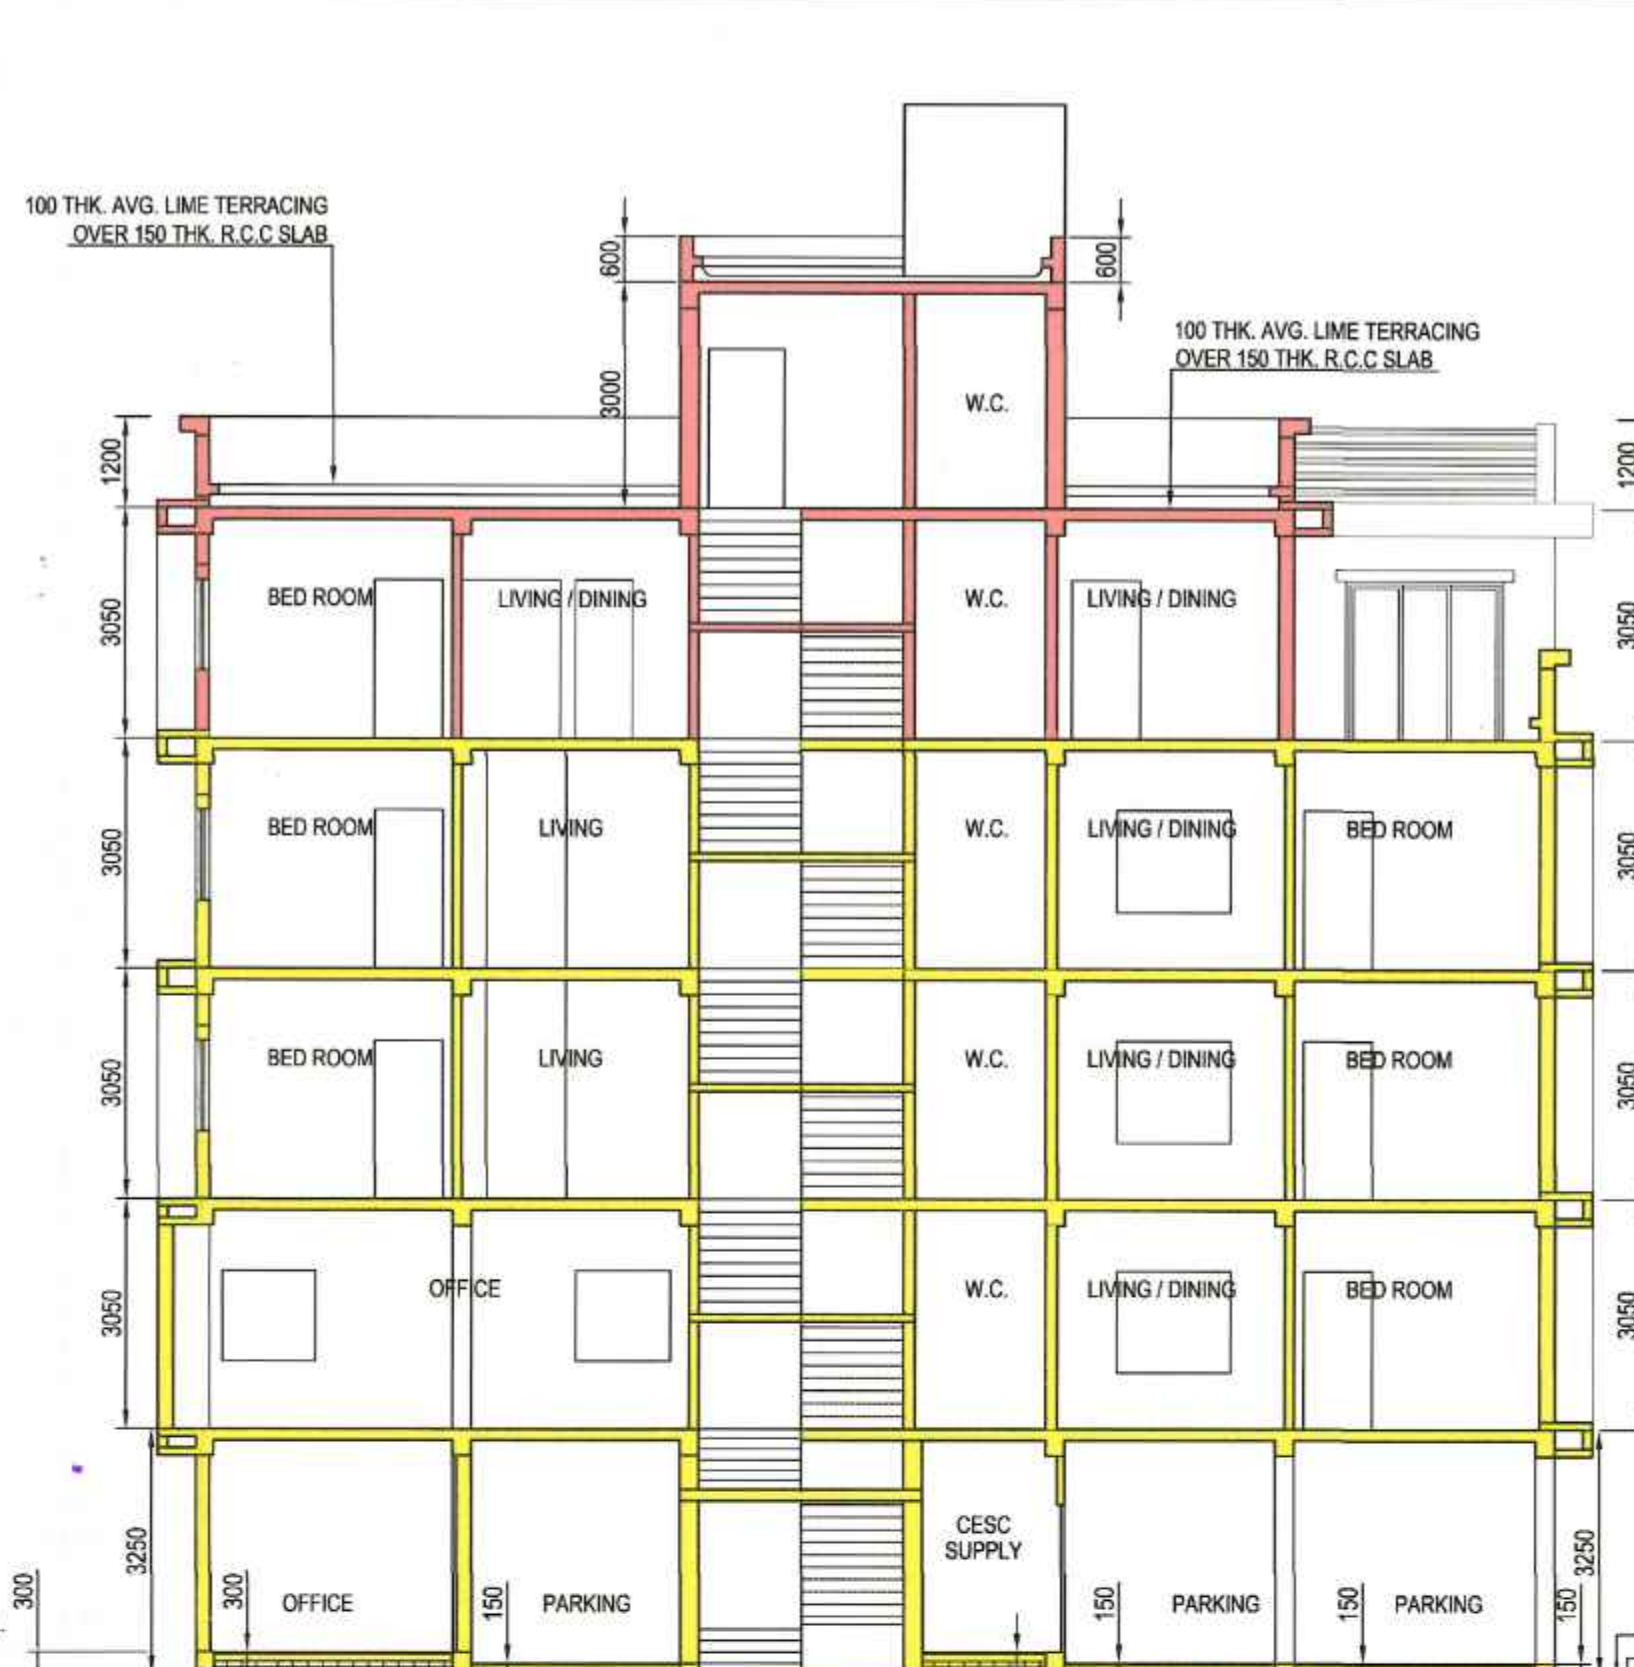 100 THK. AVG. LIME TERRACING
OVER 150 THK. R.C.C SLAB
600
600
100 THK. AVG. LIME TERRACING
OVER 150 THK. R.C.C SLAB
3000
W.C.
1200
1200
BED ROOM
LIVING / DINING
W.C.
LIVING / DINING
3050
3050
BED ROOM
LIVING
W.C.
LIVING / DINING
BED ROOM
3050
3050
BED ROOM
LIVING
W.C.
LIVING / DINING
BED ROOM
3050
3050
OFFICE
W.C.
LIVING / DINING
BED ROOM
3050
3050
CESC
SUPPLY
3250
3250
300
300
OFFICE
150
PARKING
150
PARKING
150
PARKING
150